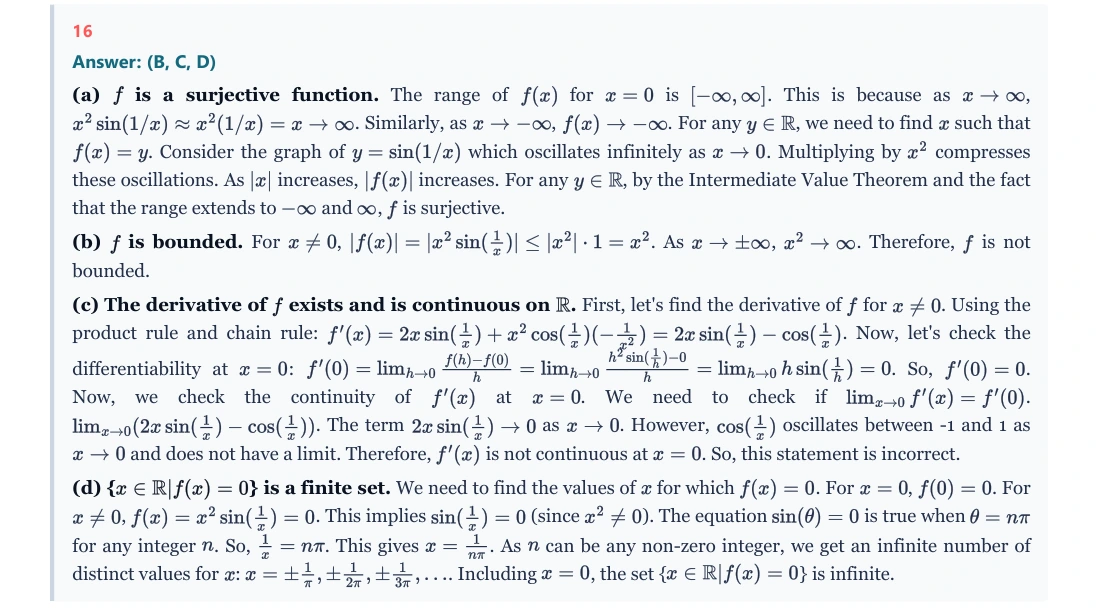 16
Answer: (B, C, D)
(a) f is a surjective function. The range of f(x) for x = 0 is [−∞, ∞]. This is because as x → ∞,
x² sin(1/x) ≈ x²(1/x) = x → ∞. Similarly, as x → −∞, f(x) → −∞. For any y ∈ ℝ, we need to find x such that
f(x) = y. Consider the graph of y = sin(1/x) which oscillates infinitely as x → 0. Multiplying by x² compresses
these oscillations. As |x| increases, |f(x)| increases. For any y ∈ ℝ, by the Intermediate Value Theorem and the fact
that the range extends to −∞ and ∞, f is surjective.
(b) f is bounded. For x ≠ 0, |f(x)| = |x² sin(1/x)| ≤ |x²| · 1 = x². As x → ±∞, x² → ∞. Therefore, f is not
bounded.
(c) The derivative of f exists and is continuous on ℝ. First, let's find the derivative of f for x ≠ 0. Using the
product rule and chain rule: f′(x) = 2x sin(1/x) + x² cos(1/x)(−1/x²) = 2x sin(1/x) − cos(1/x). Now, let's check the
differentiability at x = 0: f′(0) = lim_{h→0} (f(h)−f(0))/h = lim_{h→0} (h² sin(1/h)−0)/h = lim_{h→0} h sin(1/h) = 0. So, f′(0) = 0.
Now, we check the continuity of f′(x) at x = 0. We need to check if lim_{x→0} f′(x) = f′(0).
lim_{x→0}(2x sin(1/x) − cos(1/x)). The term 2x sin(1/x) → 0 as x → 0. However, cos(1/x) oscillates between -1 and 1 as
x → 0 and does not have a limit. Therefore, f′(x) is not continuous at x = 0. So, this statement is incorrect.
(d) {x ∈ ℝ|f(x) = 0} is a finite set. We need to find the values of x for which f(x) = 0. For x = 0, f(0) = 0. For
x ≠ 0, f(x) = x² sin(1/x) = 0. This implies sin(1/x) = 0 (since x² ≠ 0). The equation sin(θ) = 0 is true when θ = nπ
for any integer n. So, 1/x = nπ. This gives x = 1/nπ. As n can be any non-zero integer, we get an infinite number of
distinct values for x: x = ±1/π, ±1/2π, ±1/3π, .... Including x = 0, the set {x ∈ ℝ|f(x) = 0} is infinite.